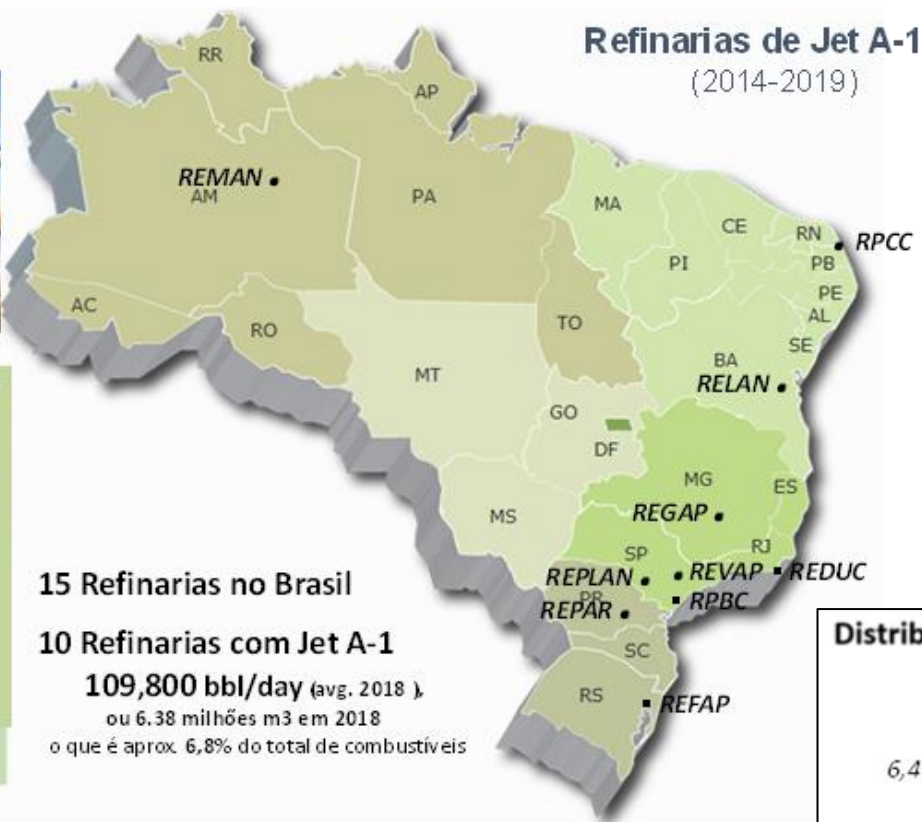 Refinarias de Jet A-1
(2014-2019)
RR
AP
REMAN
AM
PA
MA
CE
RN
RPCC
PI
PB
PE
AL
SE
AC
RO
TO
BA
RELAN
MT
GO
DF
MG
ES
REGAP
MS
SP
RJ
REPLAN
REVAP
REDUC
PR
RPBC
REPAR
SC
RS
REFAP
15 Refinarias no Brasil
10 Refinarias com Jet A-1
109,800 bbl/day (avg. 2018 ),
ou 6.38 milhões m3 em 2018
o que é aprox. 6,8% do total de combustíveis
Distrib
6,4